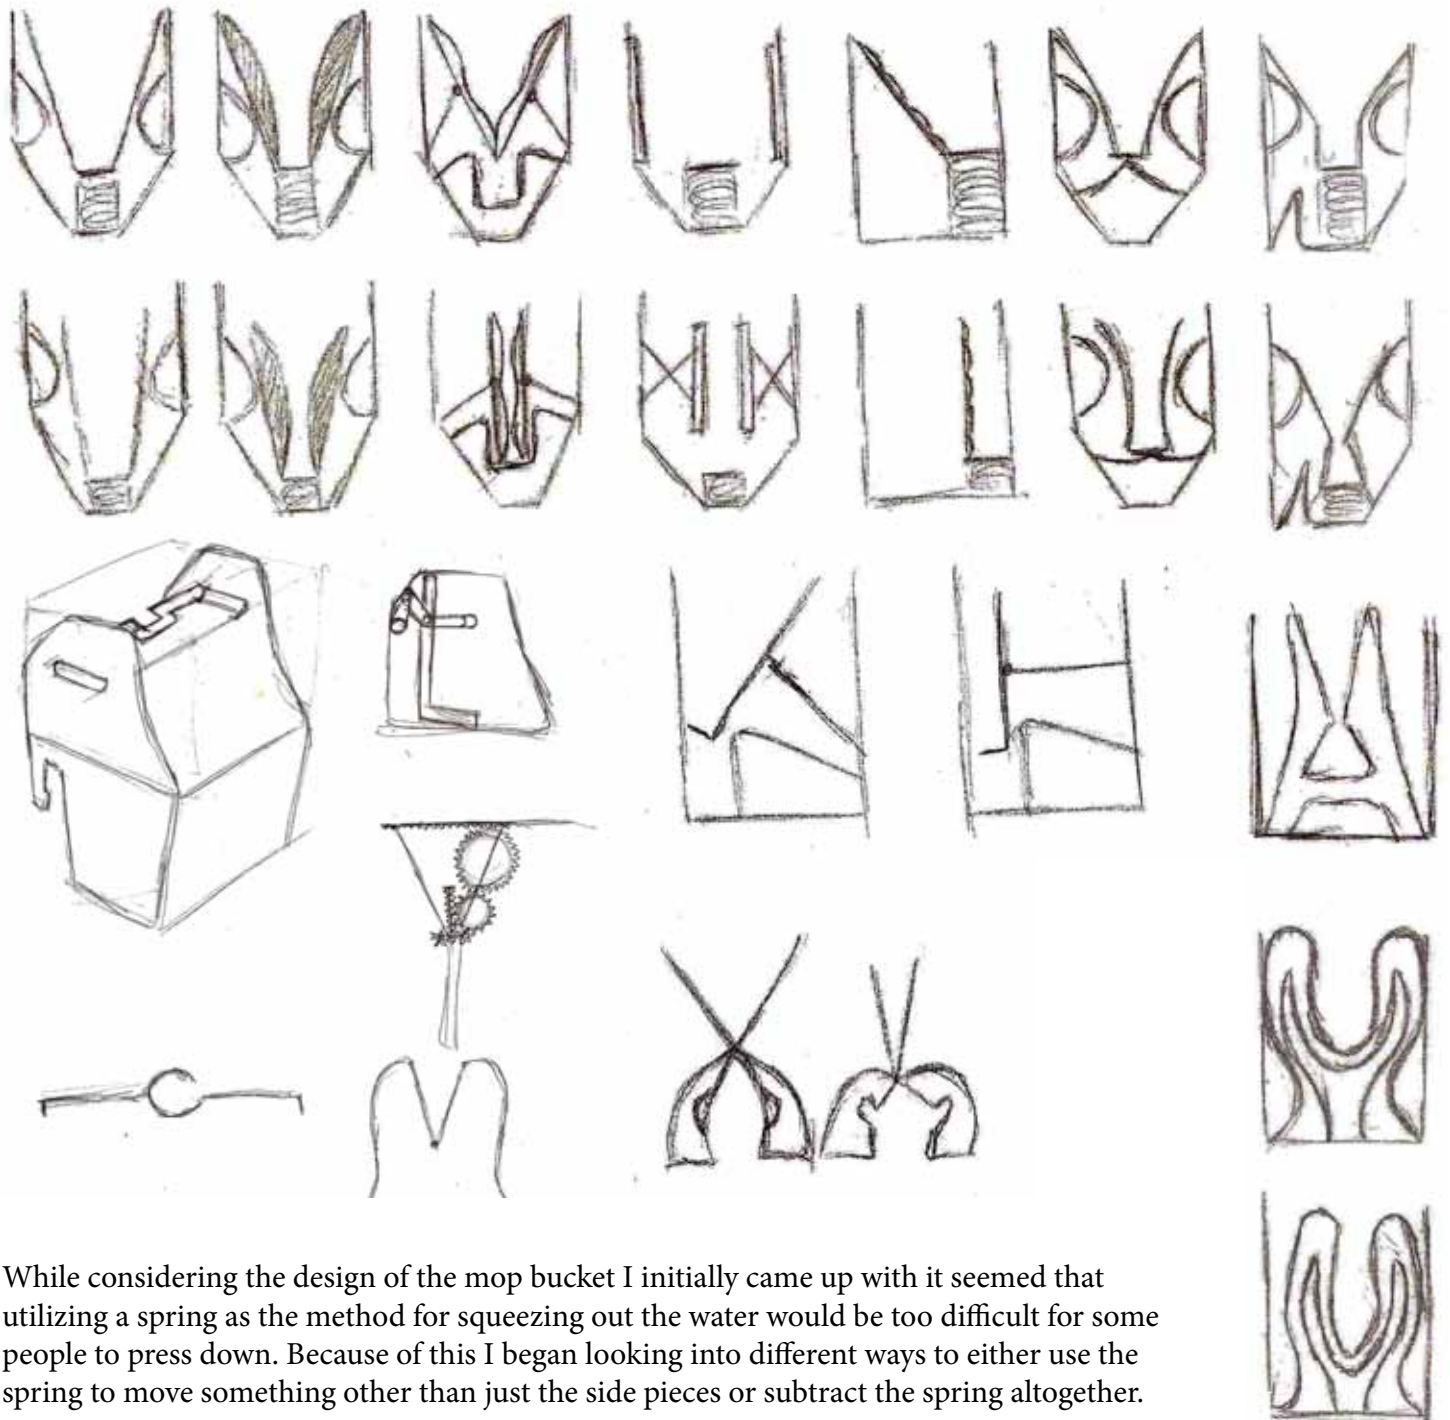 While considering the design of the mop bucket I initially came up with it seemed that
utilizing a spring as the method for squeezing out the water would be too difficult for some
people to press down. Because of this I began looking into different ways to either use the
spring to move something other than just the side pieces or subtract the spring altogether.